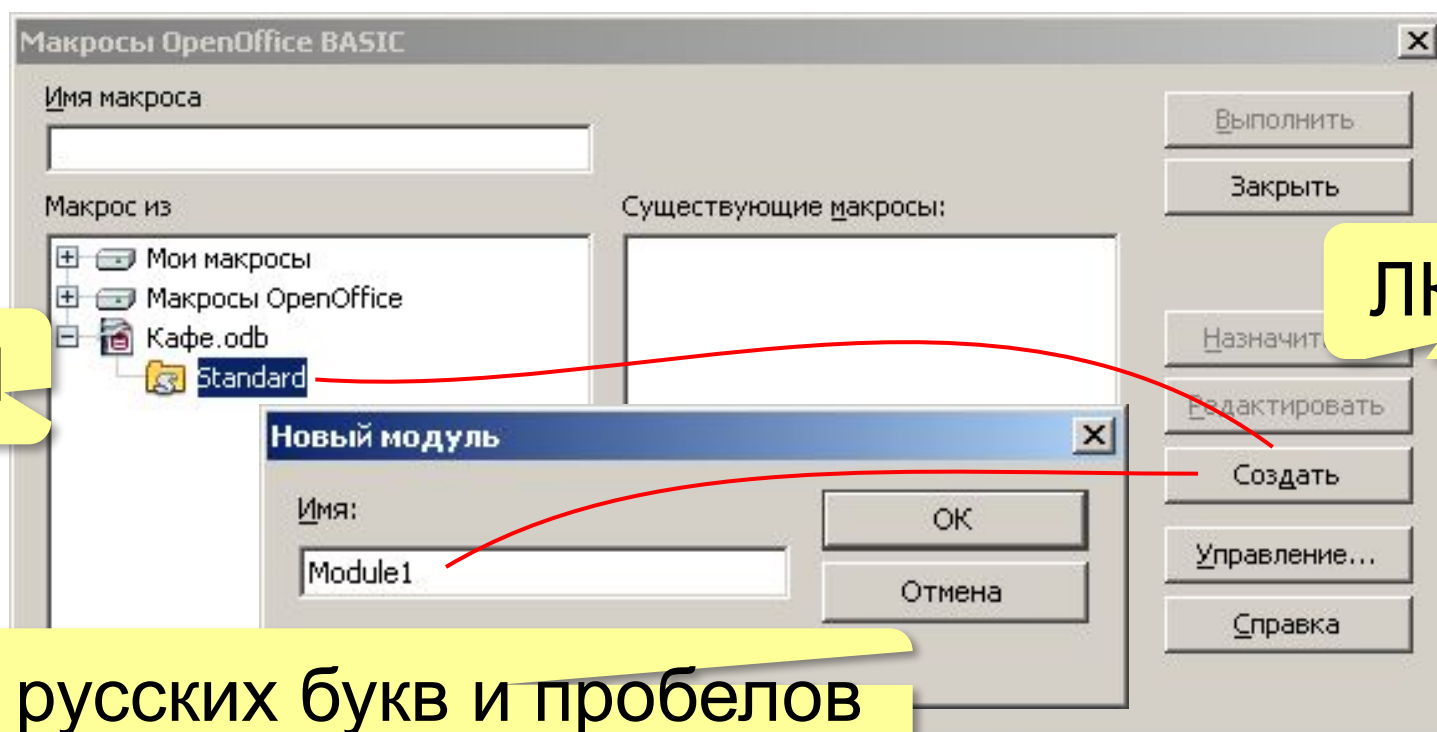 Макросы OpenOffice BASIC
Имя макроса
Выполнить
Закрыть
Макрос из
Существующие макросы:
Мои макросы
Макросы OpenOffice
Кафе.odb
Standard
Редактировать
Создать
Новый модуль
Имя:
Module1
OK
Отмена
Управление...
Справка
русских букв и пробелов